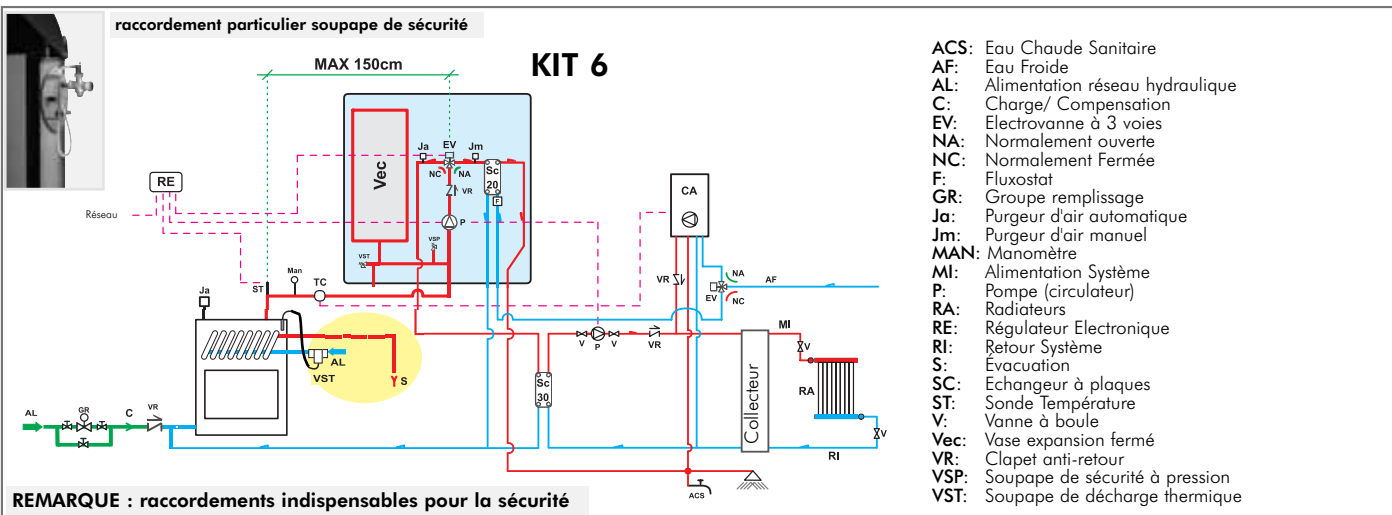 raccordement particulier soupape de sécurité
KIT 6
MAX 150cm
Vec
Ja
EV
Jm
NC
NA
Sc
20
F
VR
P
VSP
VST
RE
Réseau
CA
VR
NA
EV
NC
AF
Ja
ST
Man
TC
AL
VST
S
V
P
V
VR
MI
V
RA
V
RI
Sc
30
Collecteur
AL
GR
C
VR
ACS
REMARQUE : raccordements indispensables pour la sécurité
ACS: Eau Chaude Sanitaire
AF: Eau Froide
AL: Alimentation réseau hydraulique
C: Charge/ Compensation
EV: Electrovanne à 3 voies
NA: Normalement ouverte
NC: Normalement Fermée
F: Fluxostat
GR: Groupe remplissage
Ja: Purgeur d'air automatique
Jm: Purgeur d'air manuel
MAN: Manomètre
MI: Alimentation Système
P: Pompe (circulateur)
RA: Radiateurs
RE: Régulateur Electronique
RI: Retour Système
S: Évacuation
SC: Echangeur à plaques
ST: Sonde Température
V: Vanne à boule
Vec: Vase expansion fermé
VR: Clapet anti-retour
VSP: Soupape de sécurité à pression
VST: Soupape de décharge thermique